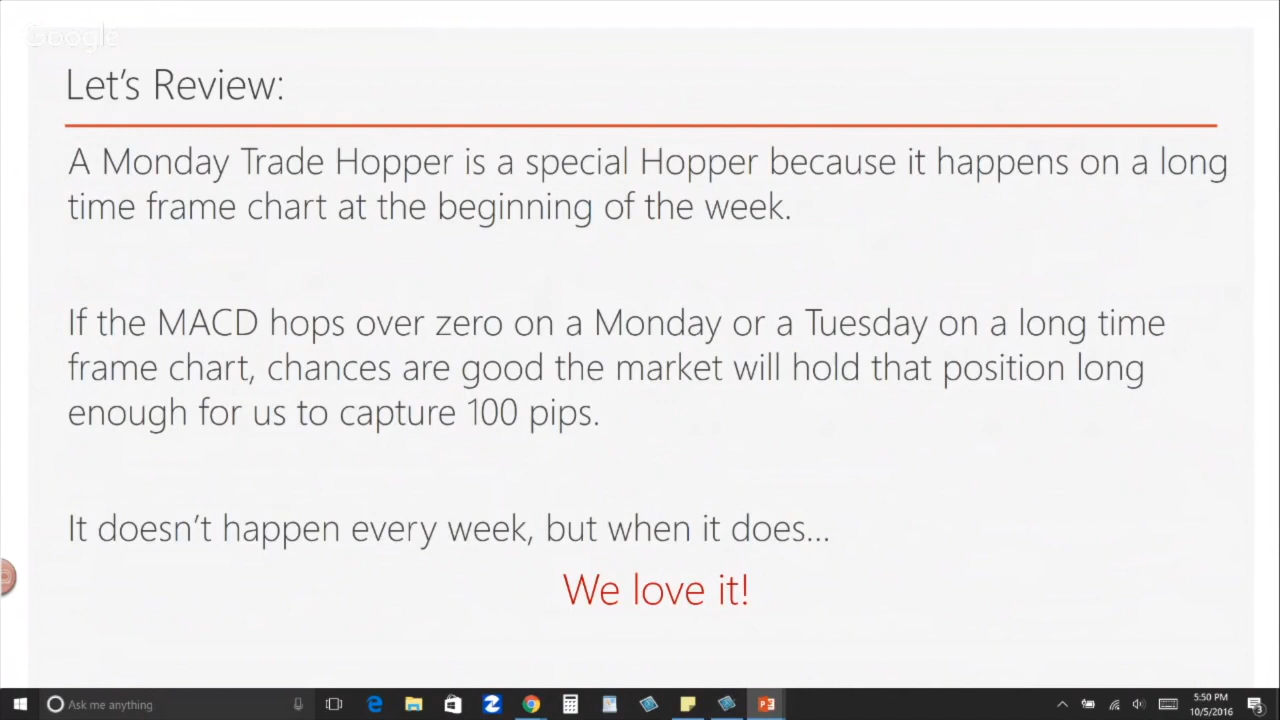 Google
Let's Review:
A Monday Trade Hopper is a special Hopper because it happens on a long
time frame chart at the beginning of the week.
If the MACD hops over zero on a Monday or a Tuesday on a long time
frame chart, chances are good the market will hold that position long
enough for us to capture 100 pips.
It doesn't happen every week, but when it does...
We love it!
Ask me anything
5:50 PM
10/5/2016
3